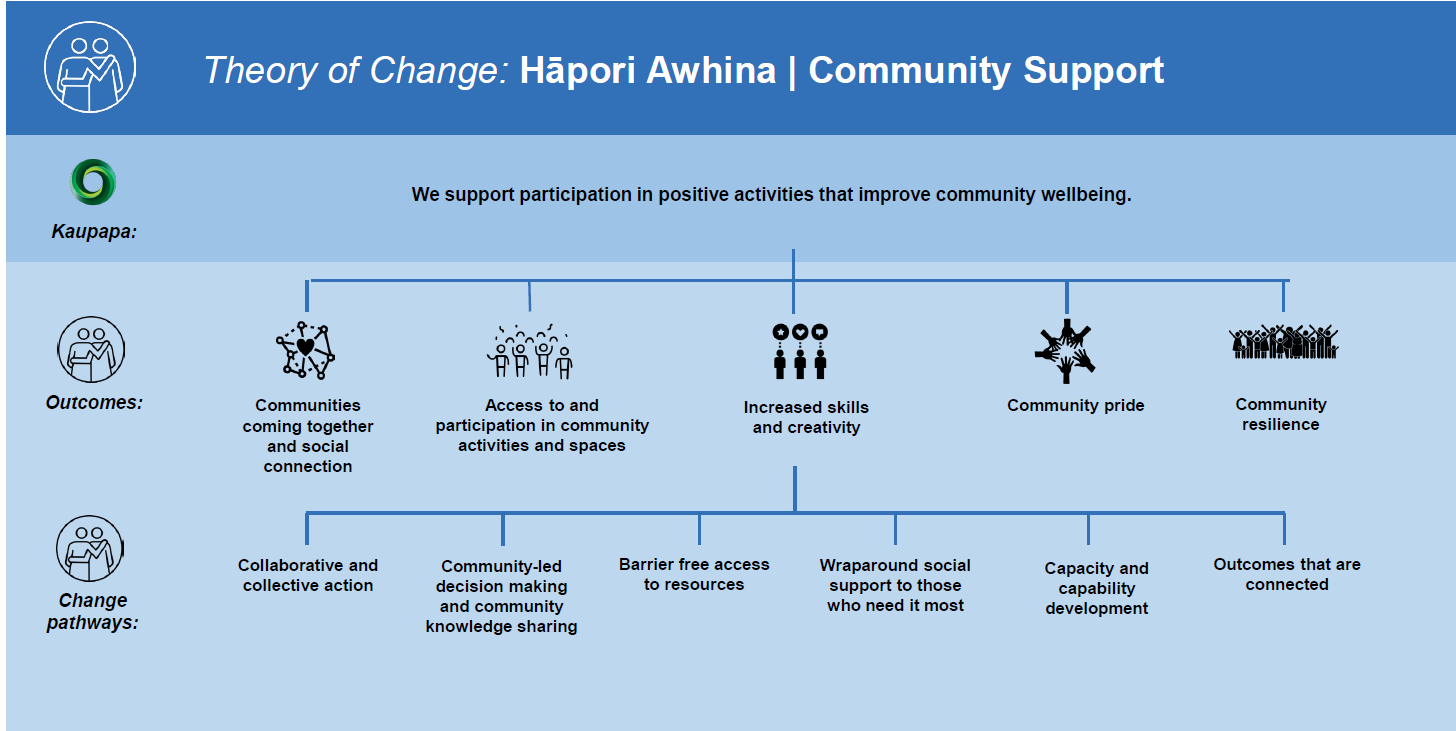 Theory of Change: Hāpori Awhina | Community Support
We support participation in positive activities that improve community wellbeing.
Kaupapa:
Outcomes:
Communities
coming together
and social
connection
Access to and
participation in community
activities and spaces
Increased skills
and creativity
Community pride
Community
resilience
Change
pathways:
Collaborative and
collective action
Community-led
decision making
and community
knowledge sharing
Barrier free access
to resources
Wraparound social
support to those
who need it most
Capacity and
capability
development
Outcomes that are
connected